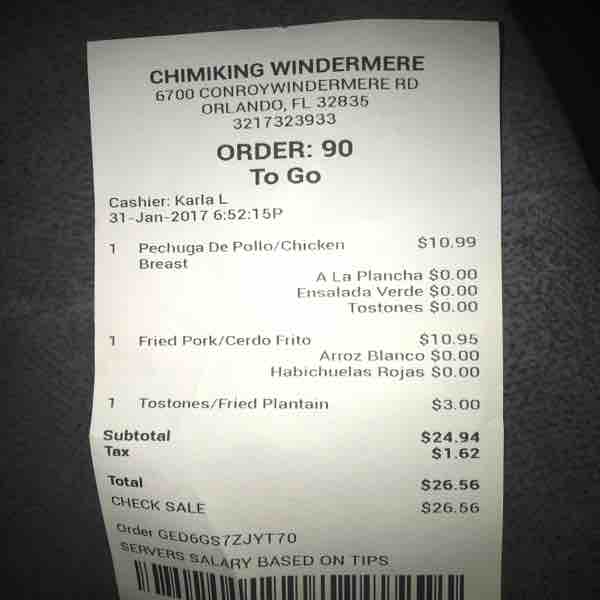 CHIMIKING WINDERMERE
6700 CONROYWINDERMERE RD
ORLANDO, FL 32835
3217323933
ORDER: 90
To Go
Cashier: Karla L
31-Jan-2017 6:52:15P
1 Pechuga De Pollo/Chicken $10.99
Breast
A La Plancha $0.00
Ensalada Verde $0.00
Tostones $0.00
1 Fried Pork/Cerdo Frito $10.95
Arroz Blanco $0.00
Habichuelas Rojas $0.00
1 Tostones/Fried Plantain $3.00
Subtotal $24.94
Tax $1.62
Total $26.56
CHECK SALE $26.56
Order GED6GS7ZJYT70
SERVERS SALARY BASED ON TIPS